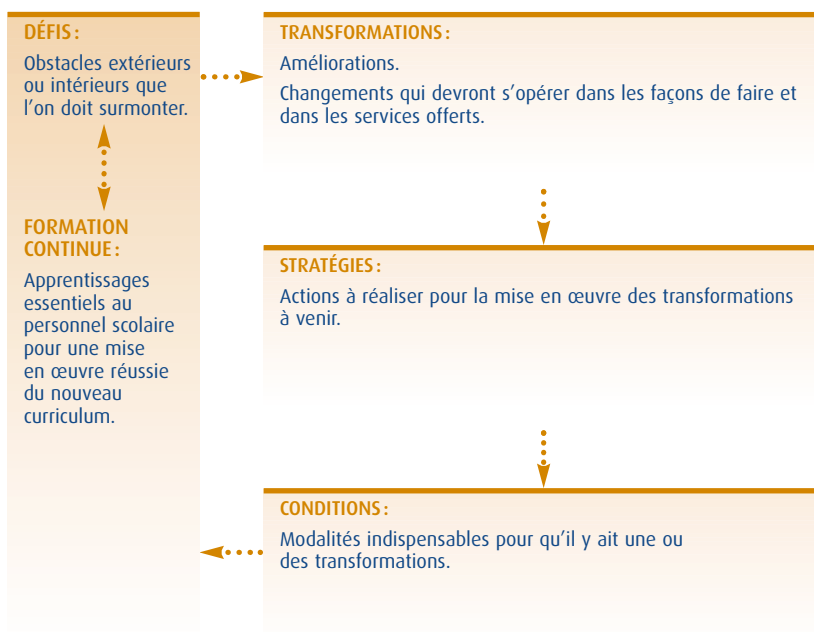 DÉFIS :
Obstacles extérieurs
ou intérieurs que
l'on doit surmonter.
FORMATION
CONTINUE :
Apprentissages
essentiels au
personnel scolaire
pour une mise
en œuvre réussie
du nouveau
curriculum.
TRANSFORMATIONS :
Améliorations.
Changements qui devront s'opérer dans les façons de faire et
dans les services offerts.
STRATÉGIES :
Actions à réaliser pour la mise en œuvre des transformations
à venir.
CONDITIONS :
Modalités indispensables pour qu'il y ait une ou
des transformations.